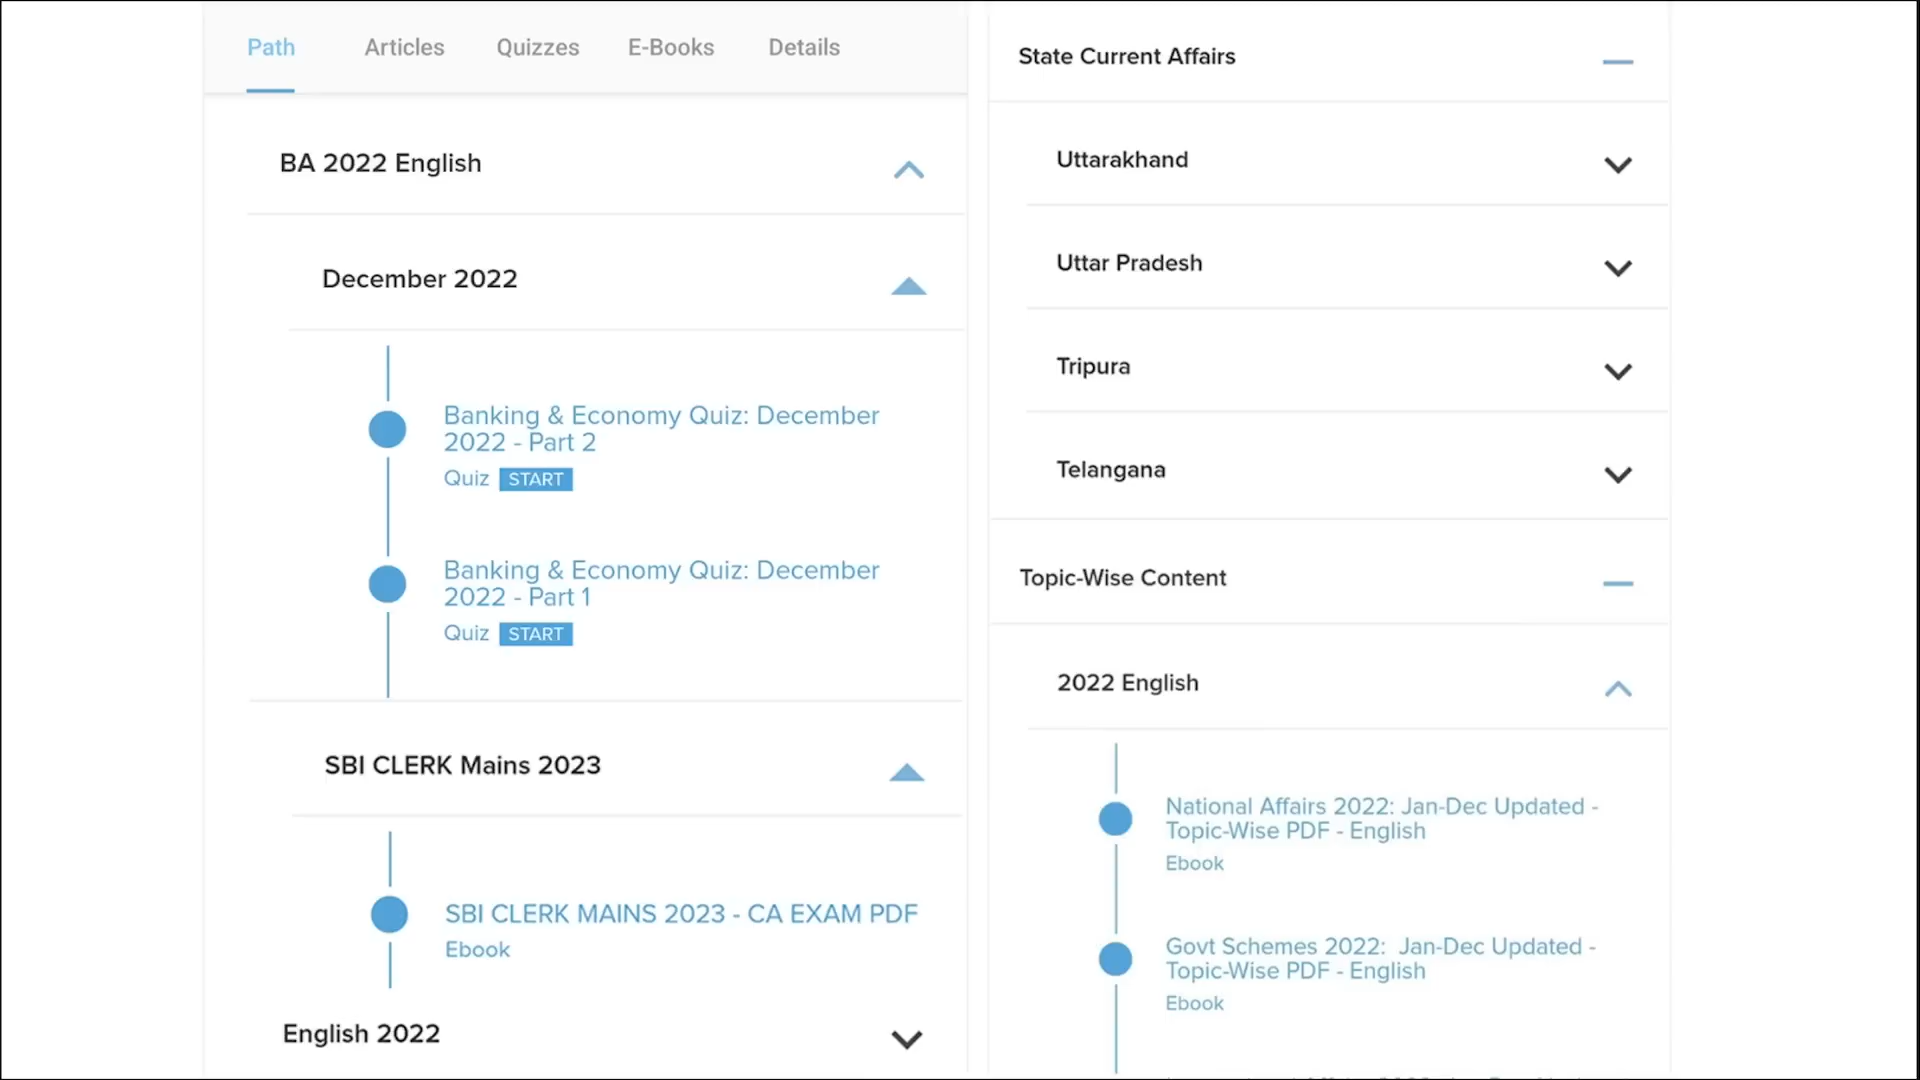 Path Articles Quizzes E-Books Details
BA 2022 English
December 2022
Banking & Economy Quiz: December
2022 - Part 2
Quiz START
Banking & Economy Quiz: December
2022 - Part 1
Quiz START
SBI CLERK Mains 2023
SBI CLERK MAINS 2023 - CA EXAM PDF
Ebook
English 2022
State Current Affairs
Uttarakhand
Uttar Pradesh
Tripura
Telangana
Topic-Wise Content
2022 English
National Affairs 2022: Jan-Dec Updated -
Topic-Wise PDF - English
Ebook
Govt Schemes 2022: Jan-Dec Updated -
Topic-Wise PDF - English
Ebook